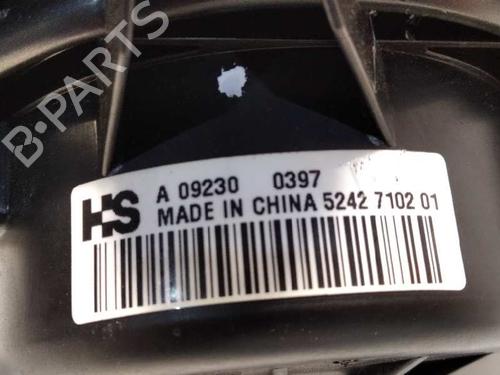 B-PARTS
HS
A 09230 0397
MADE IN CHINA 5242 7102 01